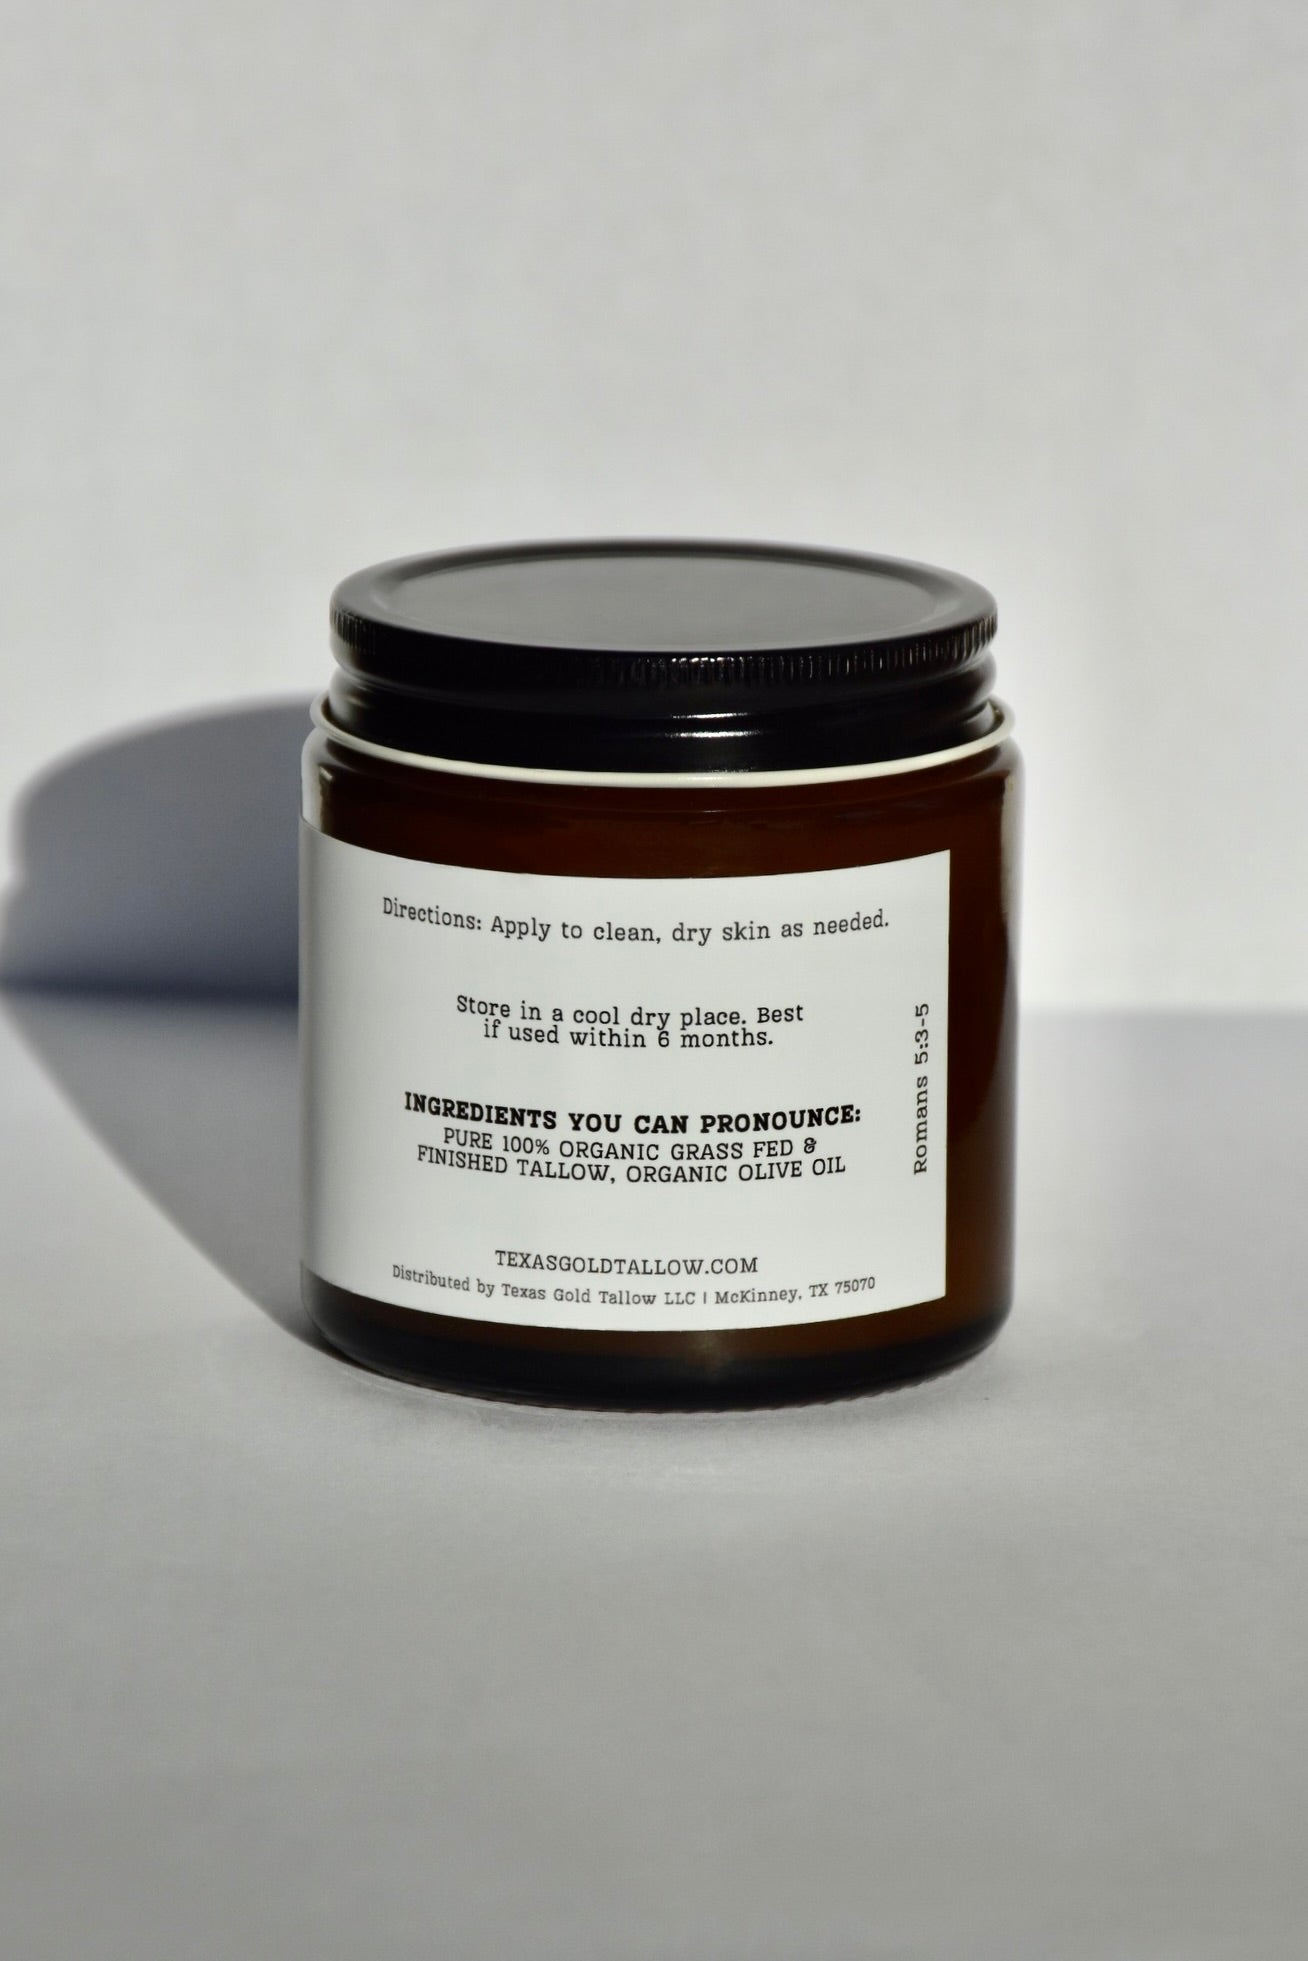 Directions: Apply to clean, dry skin as needed.
Store in a cool dry place. Best
if used within 6 months.
INGREDIENTS YOU CAN PRONOUNCE:
PURE 100% ORGANIC GRASS FED &
FINISHED TALLOW, ORGANIC OLIVE OIL
TEXASGOLDTALLOW.COM
Distributed by Texas Gold Tallow LLC | McKinney, TX 75070
Romans 5:3-5